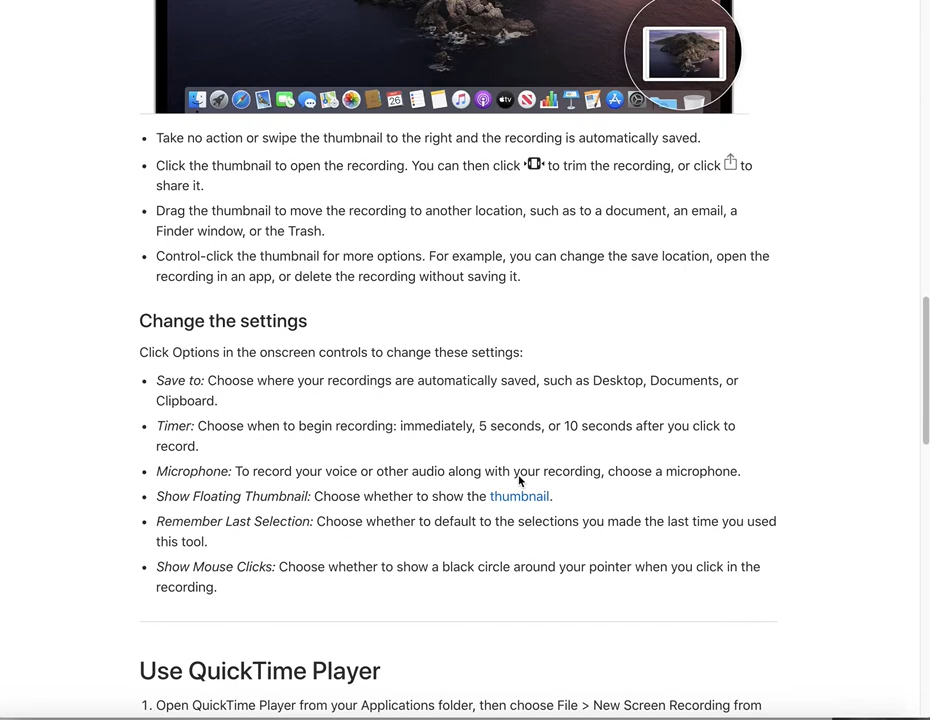 Take no action or swipe the thumbnail to the right and the recording is automatically saved.
Click the thumbnail to open the recording. You can then click to trim the recording, or click to
share it.
Drag the thumbnail to move the recording to another location, such as to a document, an email, a
Finder window, or the Trash.
Control-click the thumbnail for more options. For example, you can change the save location, open the
recording in an app, or delete the recording without saving it.
Change the settings
Click Options in the onscreen controls to change these settings:
Save to: Choose where your recordings are automatically saved, such as Desktop, Documents, or
Clipboard.
Timer: Choose when to begin recording: immediately, 5 seconds, or 10 seconds after you click to
record.
Microphone: To record your voice or other audio along with your recording, choose a microphone.
Show Floating Thumbnail: Choose whether to show the thumbnail.
Remember Last Selection: Choose whether to default to the selections you made the last time you used
this tool.
Show Mouse Clicks: Choose whether to show a black circle around your pointer when you click in the
recording.
Use QuickTime Player
1. Open QuickTime Player from your Applications folder, then choose File > New Screen Recording from